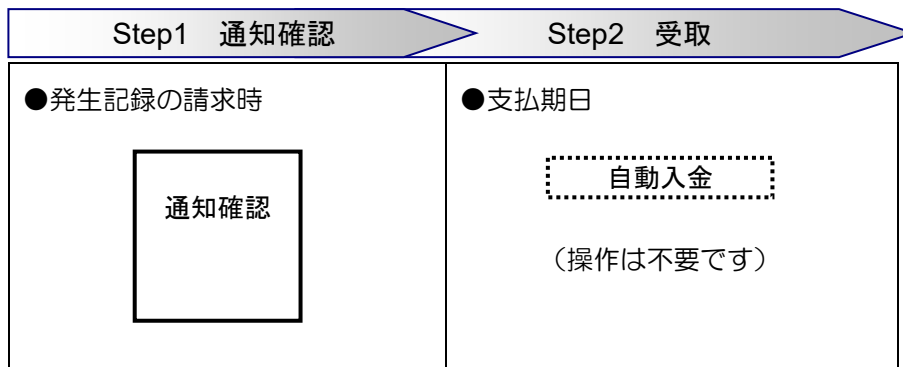 Step1　通知確認
Step2　受取
●発生記録の請求時
●支払期日
通知確認
自動入金
（操作は不要です）